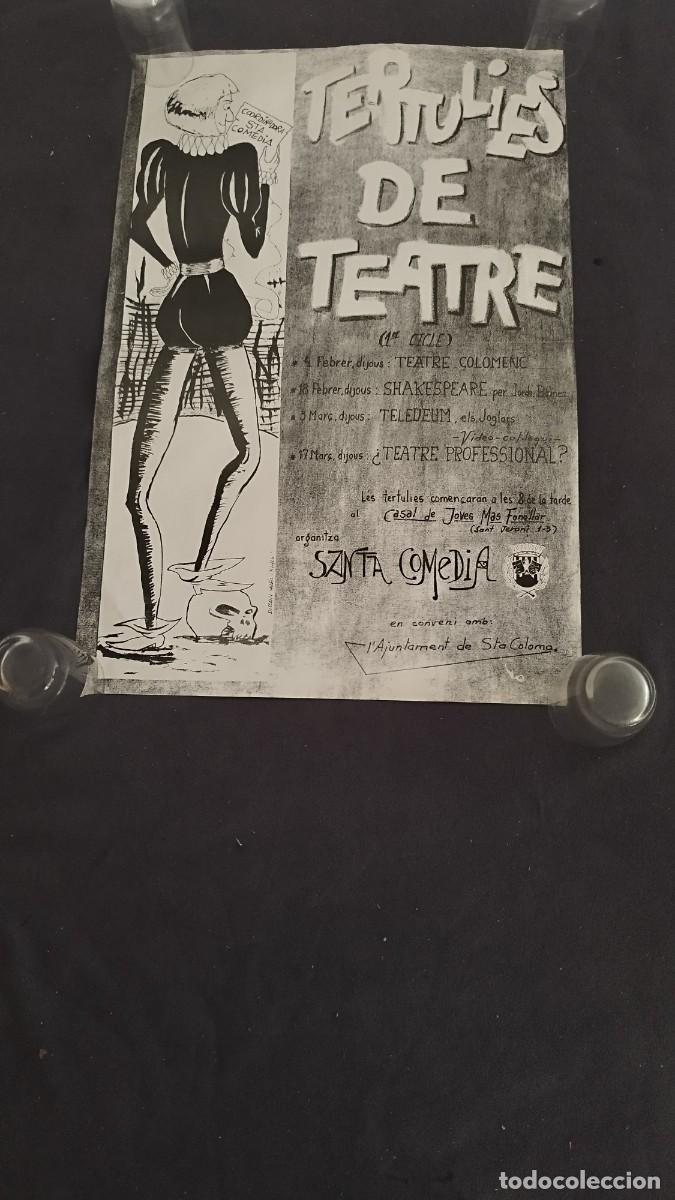 COORDINADORA
STA
COMEDIA
TERTULIES
DE
TEATRE
(1er CICLE)
* 4 Febrer, dijous: TEATRE COLOMENC
* 18 Febrer, dijous: SHAKESPEARE per Jordi
* 3 Març, dijous: TELEDEUM, els Joglars
-Video-col·loqui-
* 17 Març, dijous: ¿TEATRE PROFESSIONAL?
Les tertulies començaran a les 8 de la tarde
al Casal de Joves Mas Fonollar
(Sant Jeroni 1-3)
organitza
SANTA COMEDIA
en conveni amb:
l'Ajuntament de Sta Coloma.
todocoleccion